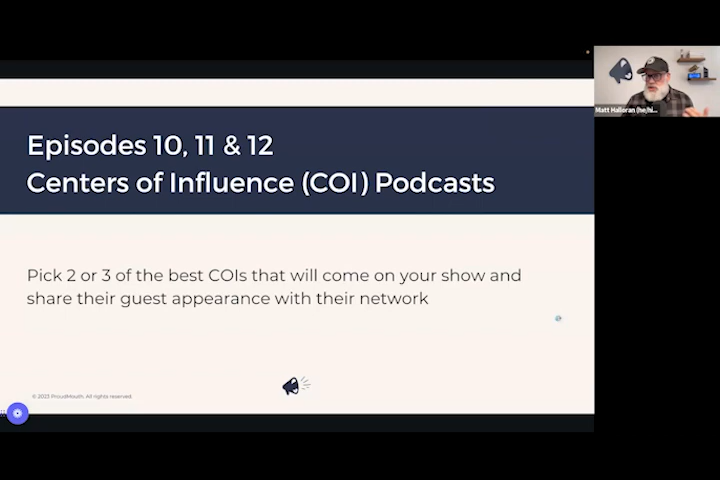 Episodes 10, 11 & 12
Centers of Influence (COI) Podcasts
Pick 2 or 3 of the best COIs that will come on your show and
share their guest appearance with their network
© 2023 ProudMouth. All rights reserved.
Matt Halloran (he/hi...